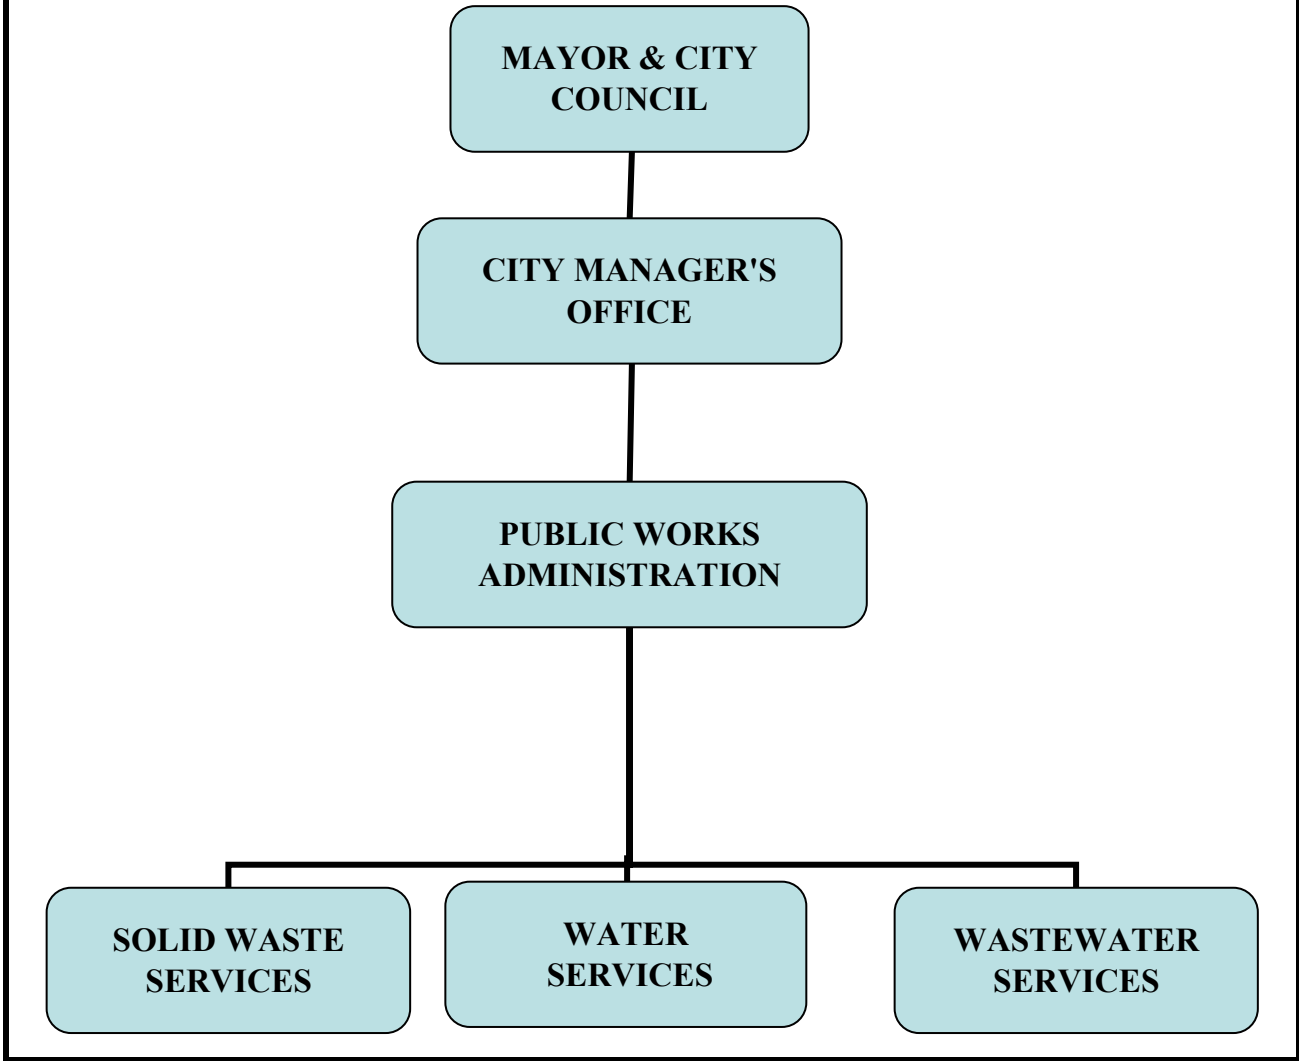 MAYOR & CITY
COUNCIL
CITY MANAGER'S
OFFICE
PUBLIC WORKS
ADMINISTRATION
SOLID WASTE
SERVICES
WATER
SERVICES
WASTEWATER
SERVICES